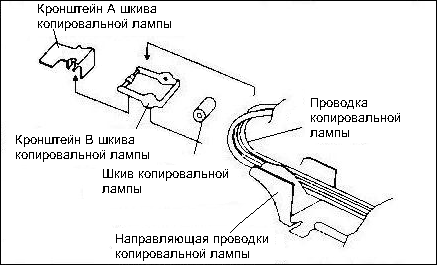 Кронштейн А шкива
копировальной лампы
Кронштейн В шкива
копировальной лампы
Шкив копировальной
лампы
Проводка
копировальной
лампы
Направляющая проводки
копировальной лампы